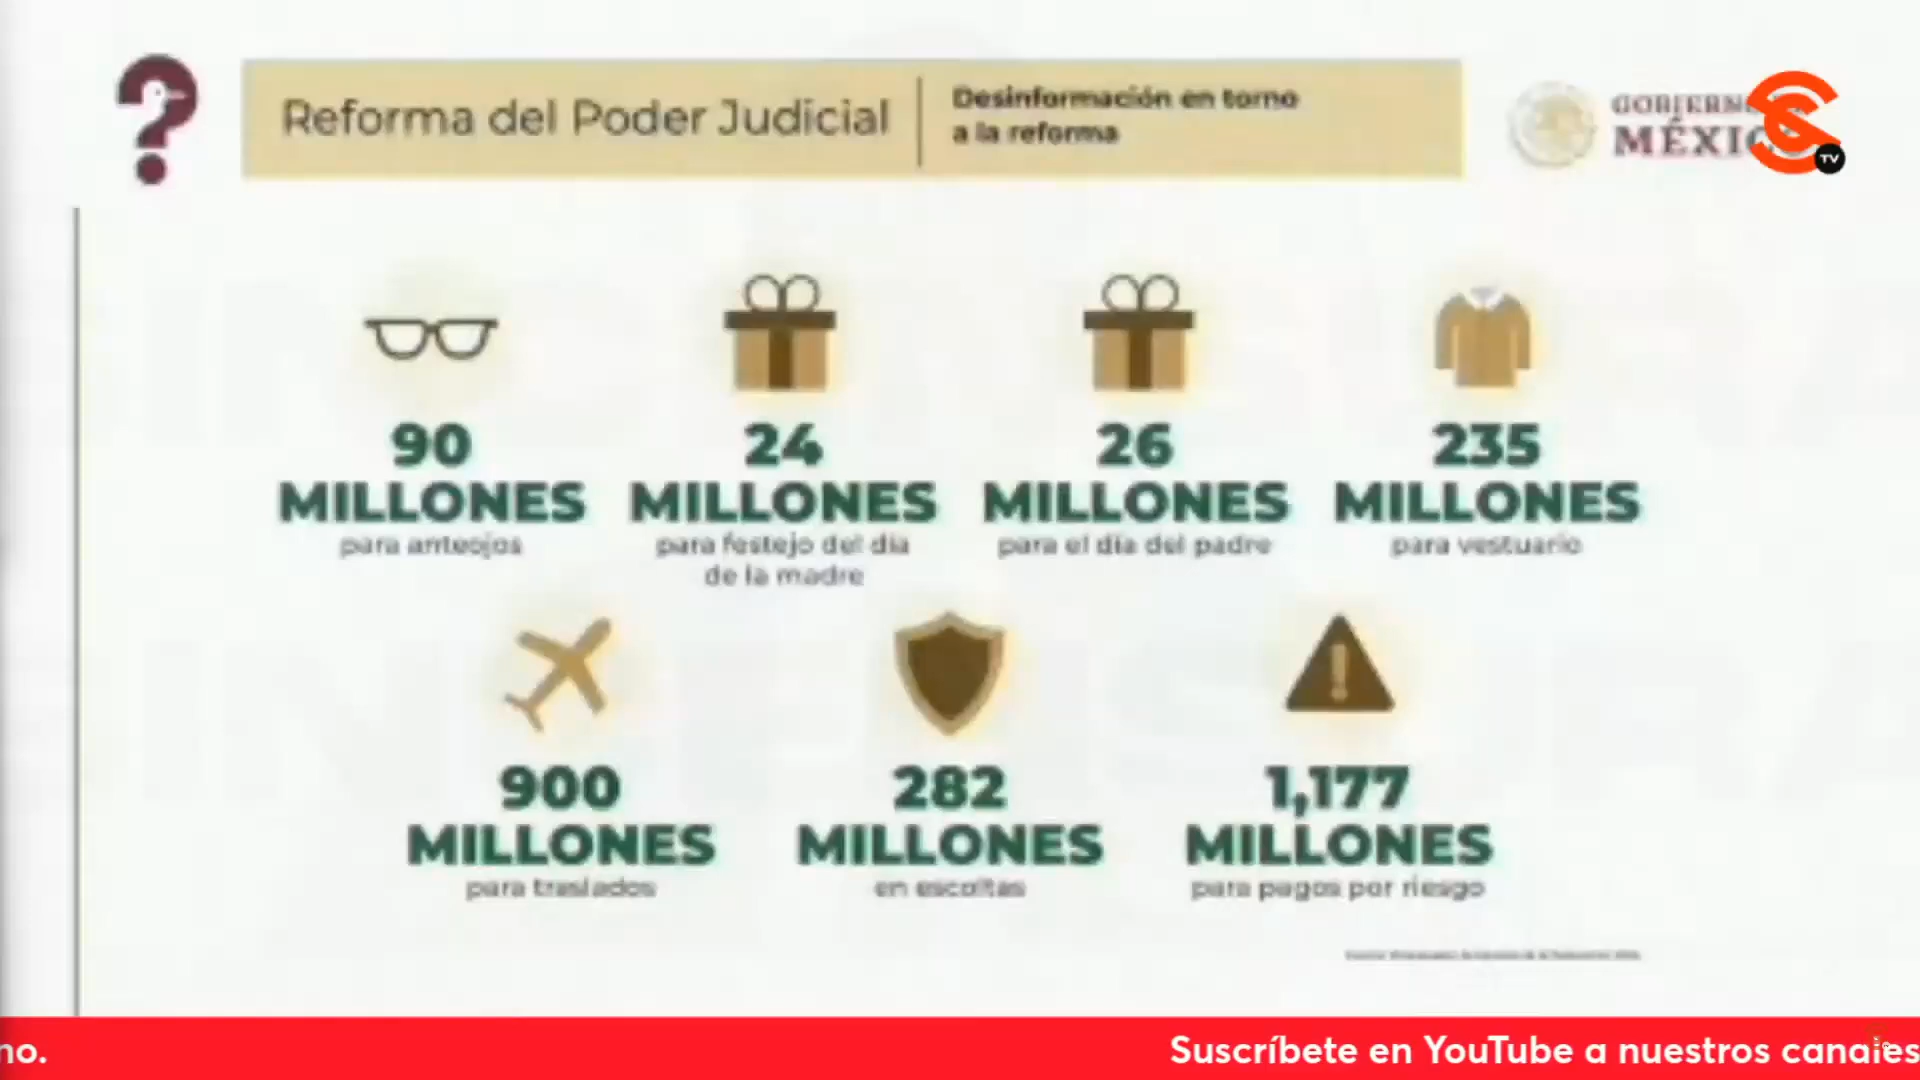 Reforma del Poder Judicial
Desinformación en torno
a la reforma
MÉXICO
TV
90
MILLONES
para anteojos
24
MILLONES
para festejo del día
de la madre
26
MILLONES
para el día del padre
235
MILLONES
para vestuario
900
MILLONES
para traslados
282
MILLONES
en escoltas
1,177
MILLONES
para pagos por riesgo
no.
Suscríbete en YouTube a nuestros canales